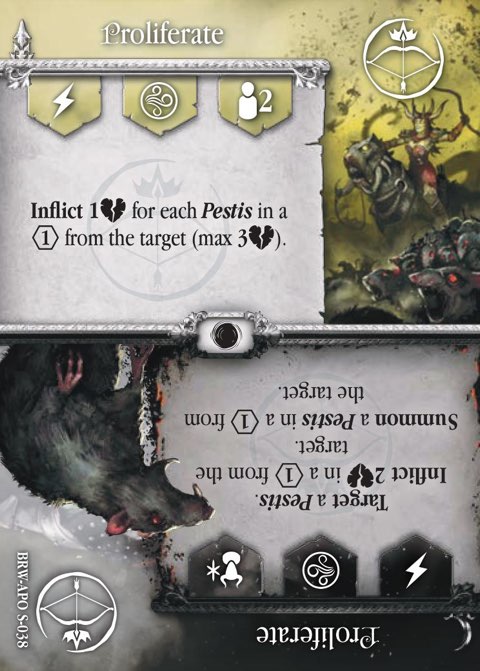 Proliferate
2
Inflict 1 for each Pestis in a
1 from the target (max 3).
Proliferate
Target a Pestis.
Inflict 2 in a 1 from the
target.
Summon a Pestis in a 1 from
the target.
BRW-APO S-038